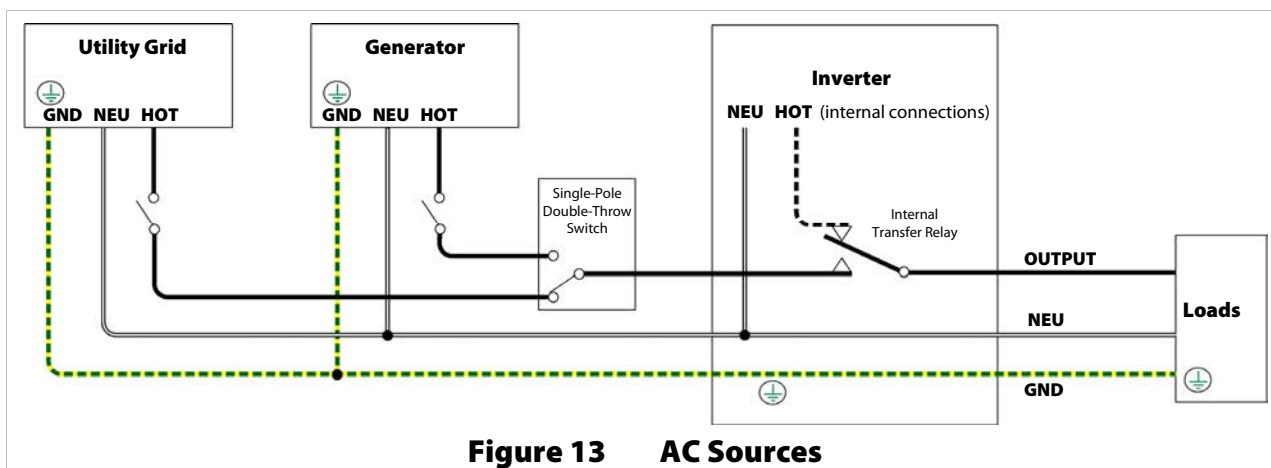 Utility Grid
GND NEU HOT
Generator
GND NEU HOT
Inverter
NEU HOT (internal connections)
Single-Pole
Double-Throw
Switch
Internal
Transfer Relay
OUTPUT
NEU
GND
Loads
Figure 13 AC Sources